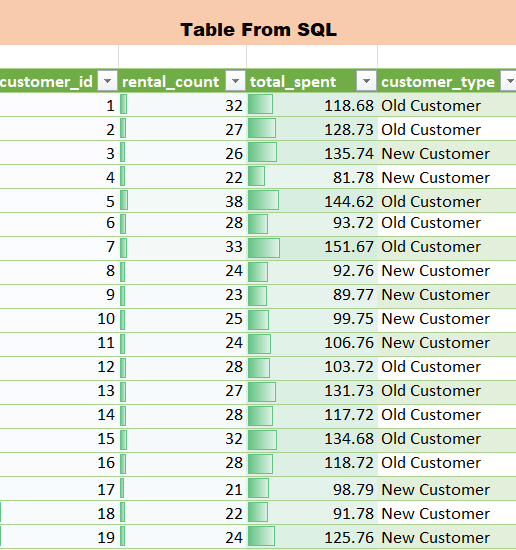 Table From SQL
customer_id rental_count total_spent customer_type
1 32 118.68 Old Customer
2 27 128.73 Old Customer
3 26 135.74 New Customer
4 22 81.78 New Customer
5 38 144.62 Old Customer
6 28 93.72 Old Customer
7 33 151.67 Old Customer
8 24 92.76 New Customer
9 23 89.77 New Customer
10 25 99.75 New Customer
11 24 106.76 New Customer
12 28 103.72 Old Customer
13 27 131.73 Old Customer
14 28 117.72 Old Customer
15 32 134.68 Old Customer
16 28 118.72 Old Customer
17 21 98.79 New Customer
18 22 91.78 New Customer
19 24 125.76 New Customer